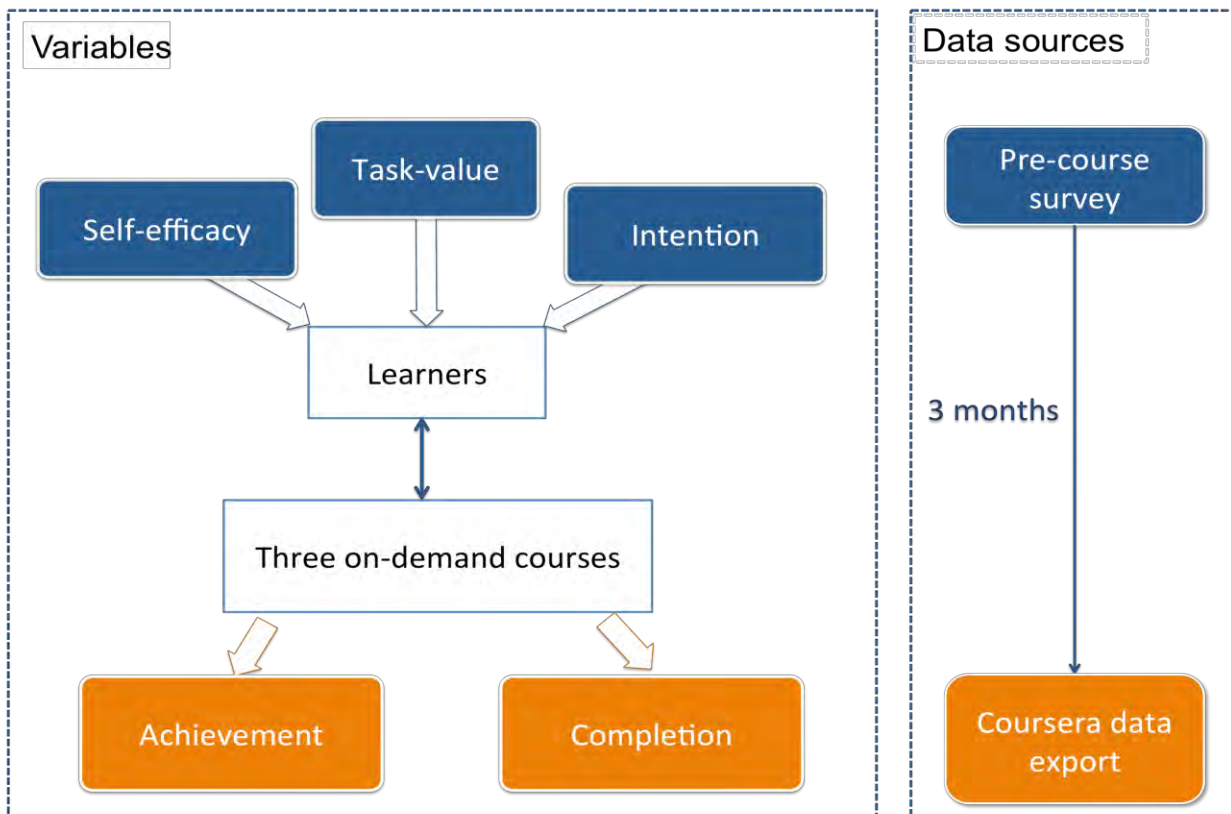 Variables
Task-value
Self-efficacy
Intention
Learners
Three on-demand courses
Achievement
Completion
Data sources
Pre-course
survey
3 months
Coursera data
export